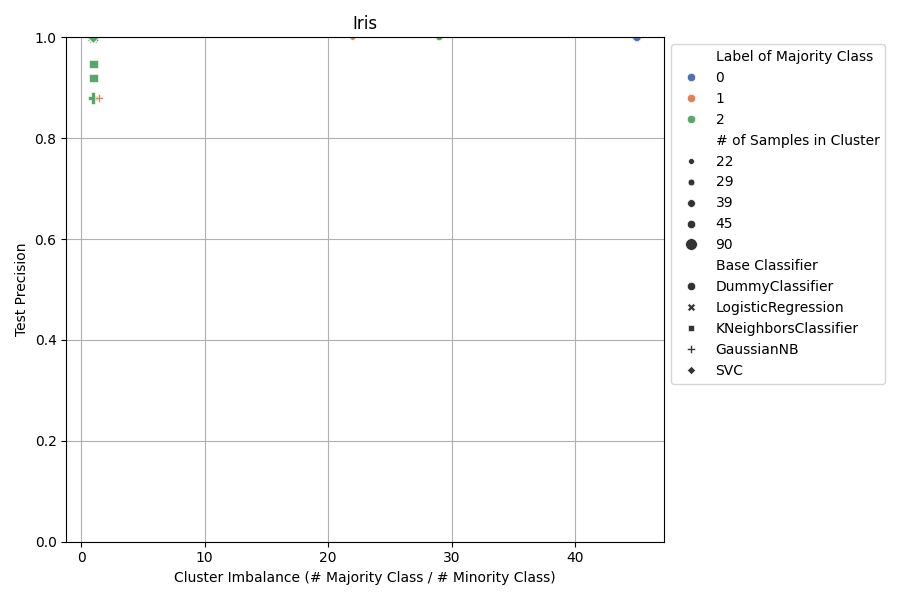 Iris
1.0
0.8
0.6
0.4
0.2
0.0
Test Precision
0
10
20
30
40
Cluster Imbalance (# Majority Class / # Minority Class)
Label of Majority Class
0
1
2
# of Samples in Cluster
22
29
39
45
90
Base Classifier
DummyClassifier
LogisticRegression
KNeighborsClassifier
GaussianNB
SVC